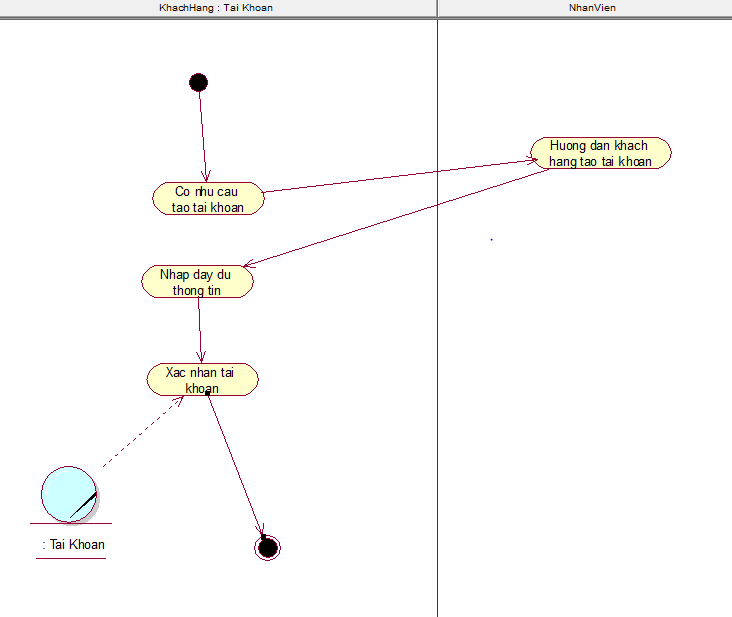 KhachHang : Tai Khoan
NhanVien
Huong dan khach
hang tao tai khoan
Co nhu cau
tao tai khoan
Nhap day du
thong tin
Xac nhan tai
khoan
: Tai Khoan